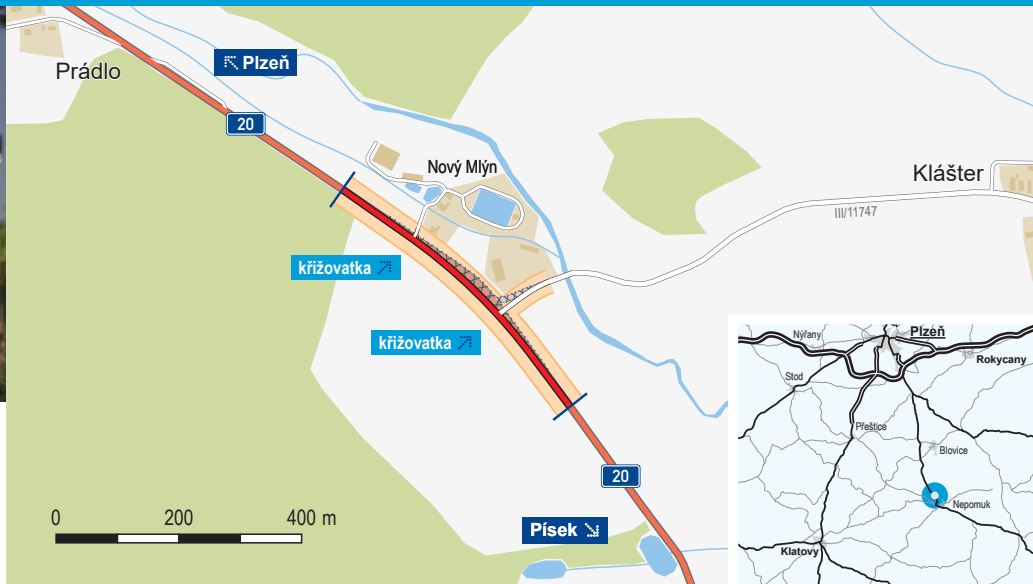 Prádlo
Plzeň
20
Nový Mlýn
Klášter
III/11747
křižovatka
křižovatka
20
Písek
0 200 400 m
Nýřany
Plzeň
Rokycany
Stod
Přeštice
Blovice
Nepomuk
Klatovy